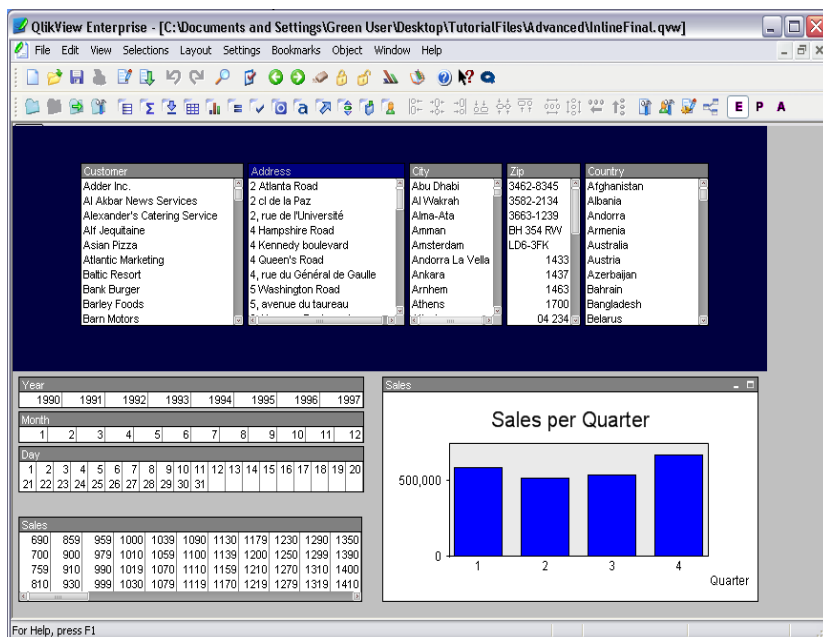 QlikView Enterprise - [C:\Documents and Settings\Green User\Desktop\TutorialFiles\Advanced\InlineFinal.qvw]
File Edit View Selections Layout Settings Bookmarks Object Window Help
E P A
Customer
Adder Inc.
Al Akbar News Services
Alexander's Catering Service
Alf Jequitaine
Asian Pizza
Atlantic Marketing
Baltic Resort
Bank Burger
Barley Foods
Barn Motors
Address
2 Atlanta Road
2 cl de la Paz
2, rue de l'Université
4 Hampshire Road
4 Kennedy boulevard
4 Queen's Road
4, rue du Général de Gaulle
5 Washington Road
5, avenue du taureau
City
Abu Dhabi
Al Wakrah
Alma-Ata
Amman
Amsterdam
Andorra La Vella
Ankara
Arnhem
Athens
Zip
3462-8345
3582-2134
3663-1239
BH 354 RW
LD6-3FK
1433
1437
1463
1700
04 234
Country
Afghanistan
Albania
Andorra
Armenia
Australia
Austria
Azerbaijan
Bahrain
Bangladesh
Belarus
Year
1990 1991 1992 1993 1994 1995 1996 1997
Month
1 2 3 4 5 6 7 8 9 10 11 12
Day
1 2 3 4 5 6 7 8 9 10 11 12 13 14 15 16 17 18 19 20
21 22 23 24 25 26 27 28 29 30 31
Sales
690 859 959 1000 1039 1090 1130 1179 1230 1290 1350
700 900 979 1010 1059 1100 1139 1200 1250 1299 1390
759 910 990 1019 1070 1110 1159 1210 1270 1310 1400
810 930 999 1030 1079 1119 1170 1219 1279 1319 1410
Sales
Sales per Quarter
500,000
0
1 2 3 4
Quarter
For Help, press F1